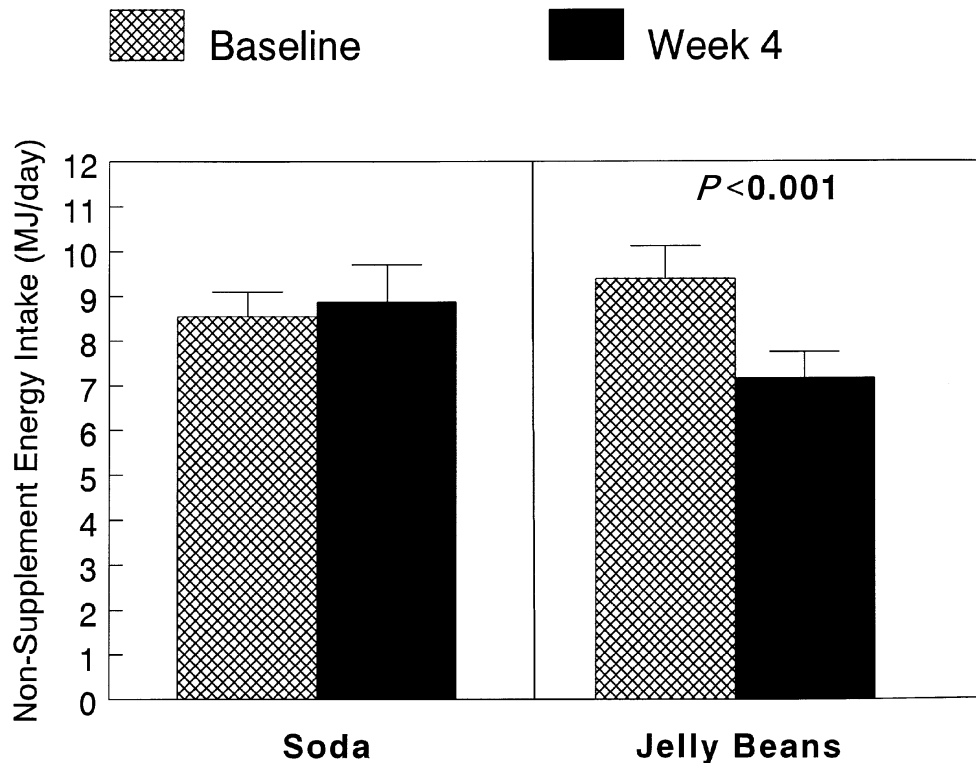 Baseline
Week 4
Non-Supplement Energy Intake (MJ/day)
12
11
10
9
8
7
6
5
4
3
2
1
0
P<0.001
Soda
Jelly Beans